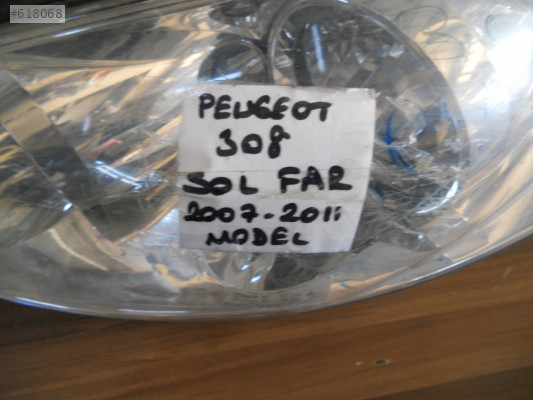 #618068
PEUGEOT
308
SOL FAR
2007-2011
MODEL